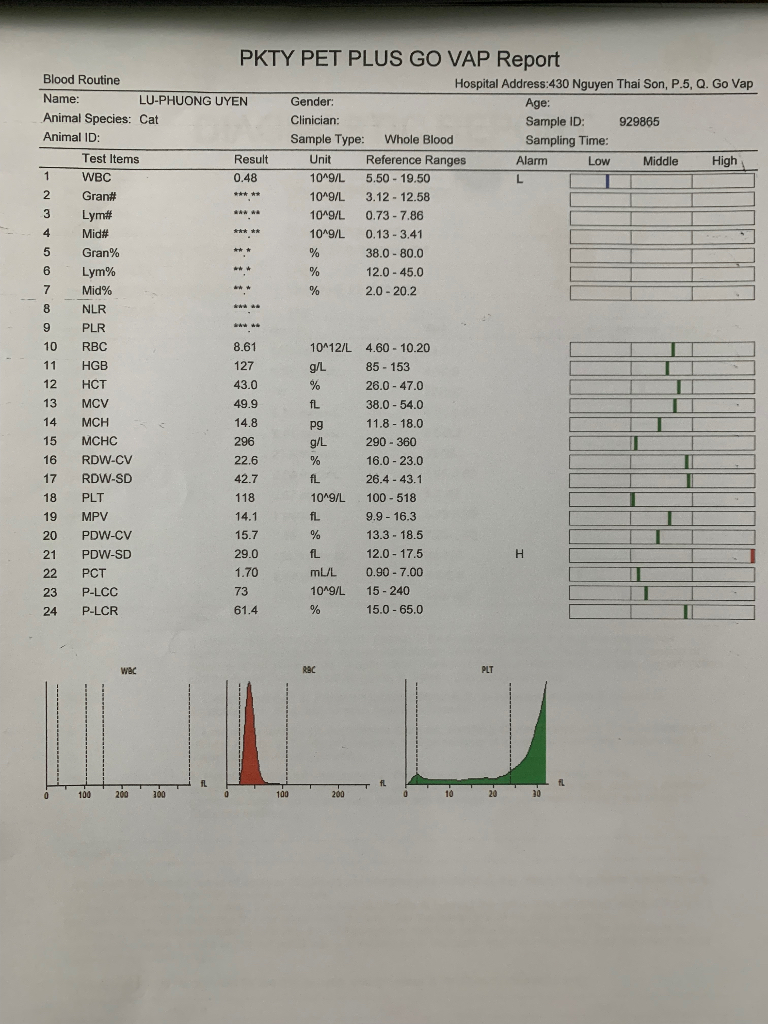 PKTY PET PLUS GO VAP Report
Blood Routine Hospital Address:430 Nguyen Thai Son, P.5, Q. Go Vap
Name: LU-PHUONG UYEN Gender: Age:
Animal Species: Cat Clinician: Sample ID: 929865
Animal ID: Sample Type: Whole Blood Sampling Time:
Test Items Result Unit Reference Ranges Alarm Low Middle High
1 WBC 0.48 10^9/L 5.50 - 19.50 L
2 Gran# ***.** 10^9/L 3.12 - 12.58
3 Lym# ***.** 10^9/L 0.73 - 7.86
4 Mid# ***.** 10^9/L 0.13 - 3.41
5 Gran% **.* % 38.0 - 80.0
6 Lym% **.* % 12.0 - 45.0
7 Mid% **.* % 2.0 - 20.2
8 NLR ***.**
9 PLR ***.**
10 RBC 8.61 10^12/L 4.60 - 10.20
11 HGB 127 g/L 85 - 153
12 HCT 43.0 % 26.0 - 47.0
13 MCV 49.9 fL 38.0 - 54.0
14 MCH 14.8 pg 11.8 - 18.0
15 MCHC 296 g/L 290 - 360
16 RDW-CV 22.6 % 16.0 - 23.0
17 RDW-SD 42.7 fL 26.4 - 43.1
18 PLT 118 10^9/L 100 - 518
19 MPV 14.1 fL 9.9 - 16.3
20 PDW-CV 15.7 % 13.3 - 18.5
21 PDW-SD 29.0 fL 12.0 - 17.5 H
22 PCT 1.70 mL/L 0.90 - 7.00
23 P-LCC 73 10^9/L 15 - 240
24 P-LCR 61.4 % 15.0 - 65.0
WBC RBC PLT
fL fL fL
0 100 200 300 0 100 200 0 10 20 30